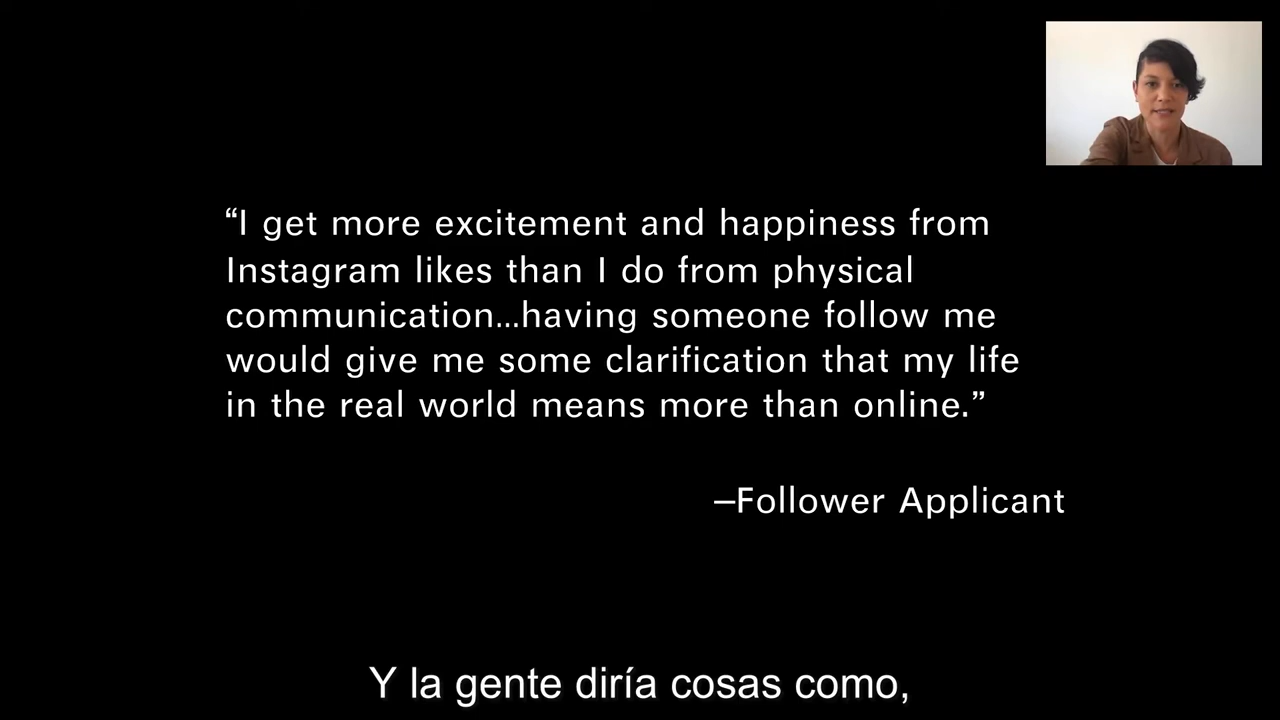 “I get more excitement and happiness from
Instagram likes than I do from physical
communication...having someone follow me
would give me some clarification that my life
in the real world means more than online.”
–Follower Applicant
Y la gente diría cosas como,